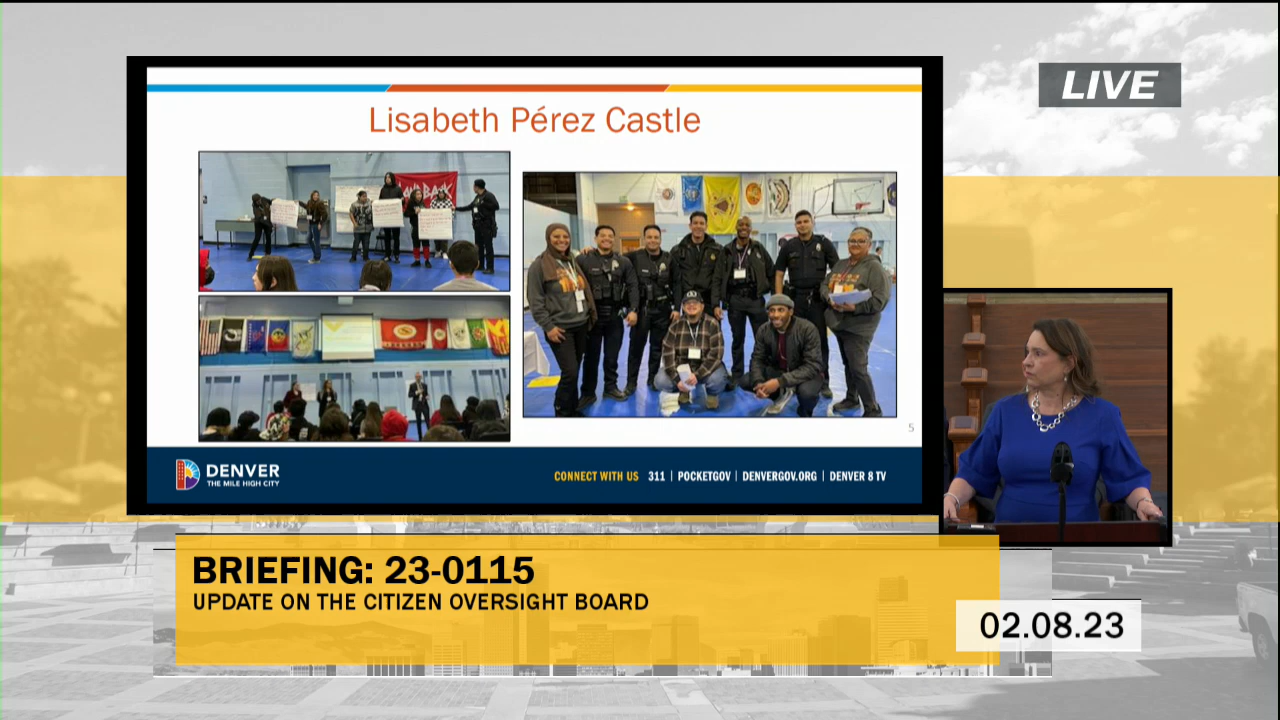 LIVE
Lisabeth Pérez Castle
5
DENVER
THE MILE HIGH CITY
CONNECT WITH US 311 | POCKETGOV | DENVERGOV.ORG | DENVER 8 TV
BRIEFING: 23-0115
UPDATE ON THE CITIZEN OVERSIGHT BOARD
02.08.23